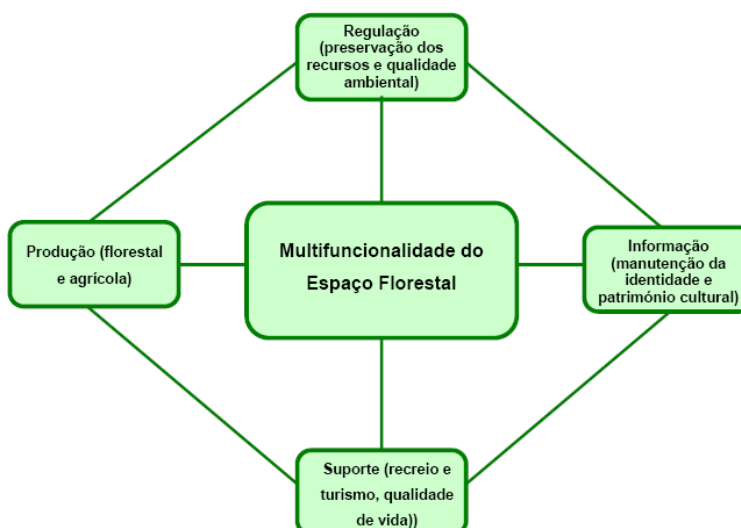 Regulação
(preservação dos
recursos e qualidade
ambiental)
Produção (florestal
e agrícola)
Multifuncionalidade do
Espaço Florestal
Informação
(manutenção da
identidade e
património cultural)
Suporte (recreio e
turismo, qualidade
de vida))